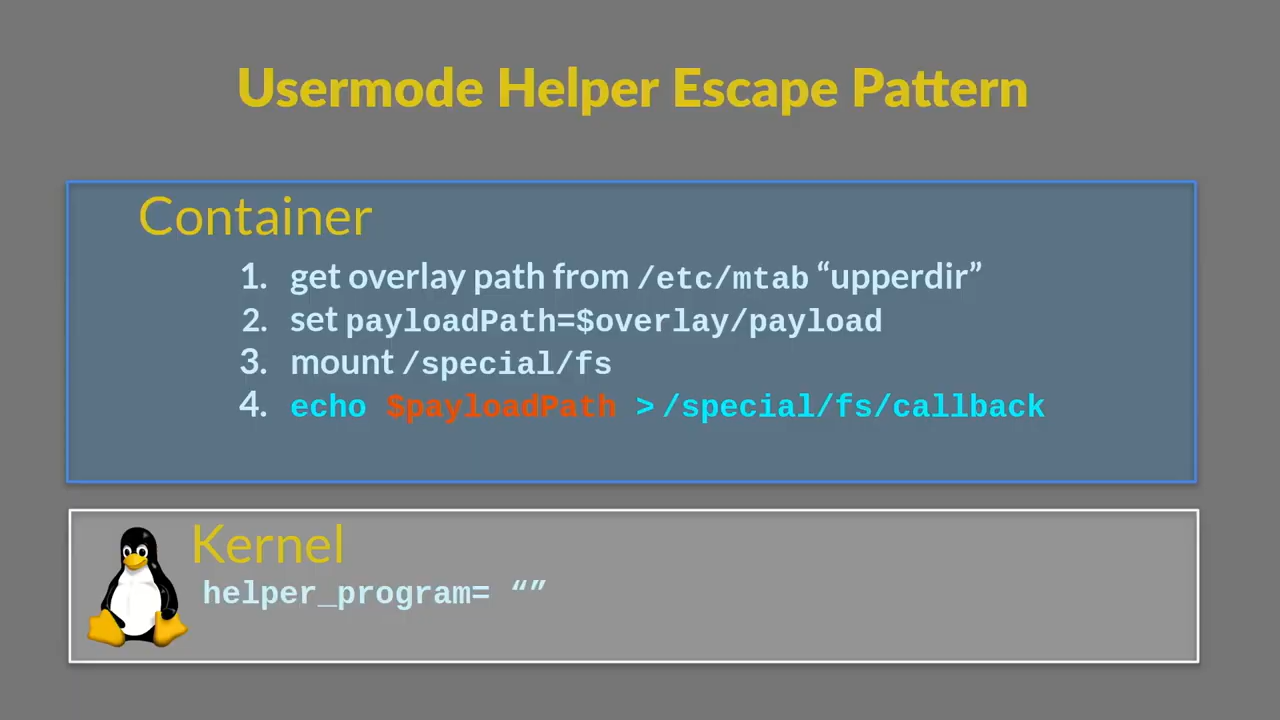 Usermode Helper Escape Pattern
Container
1. get overlay path from /etc/mtab “upperdir”
2. set payloadPath=$overlay/payload
3. mount /special/fs
4. echo $payloadPath > /special/fs/callback
Kernel
helper_program= “”